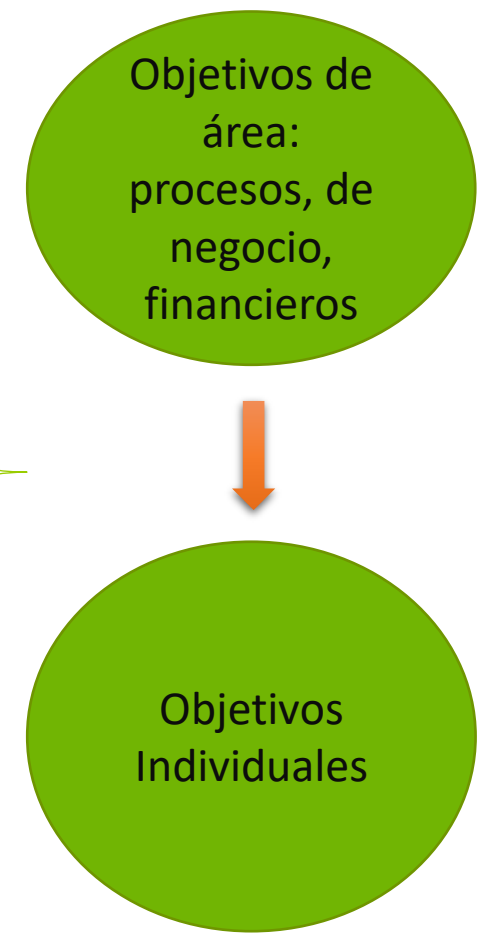 Objetivos de
área:
procesos, de
negocio,
financieros
Objetivos
Individuales